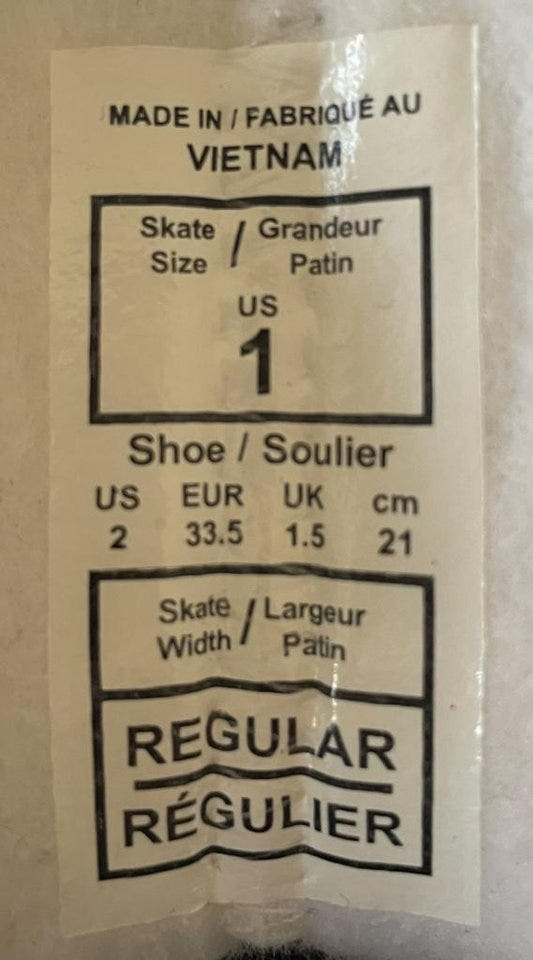 MADE IN / FABRIQUÉ AU
VIETNAM
Skate / Grandeur
Size Patin
US
1
Shoe / Soulier
US EUR UK cm
2 33.5 1.5 21
Skate / Largeur
Width Patin
REGULAR
RÉGULIER